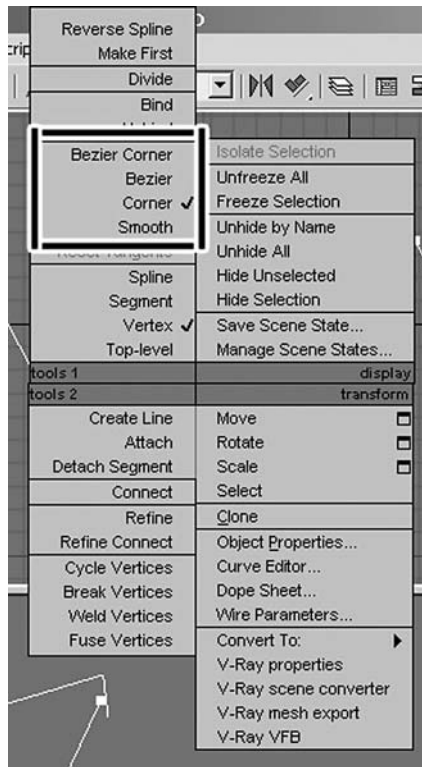 Reverse Spline
Make First
Divide
Bind
Bezier Corner
Bezier
Corner
Smooth
Reset Tangents
Spline
Segment
Vertex
Top-level
tools 1
Isolate Selection
Unfreeze All
Freeze Selection
Unhide by Name
Unhide All
Hide Unselected
Hide Selection
Save Scene State...
Manage Scene States...
display
tools 2
Create Line
Attach
Detach Segment
Connect
Refine
Refine Connect
Cycle Vertices
Break Vertices
Weld Vertices
Fuse Vertices
transform
Move
Rotate
Scale
Select
Clone
Object Properties...
Curve Editor...
Dope Sheet...
Wire Parameters...
Convert To:
V-Ray properties
V-Ray scene converter
V-Ray mesh export
V-Ray VFB